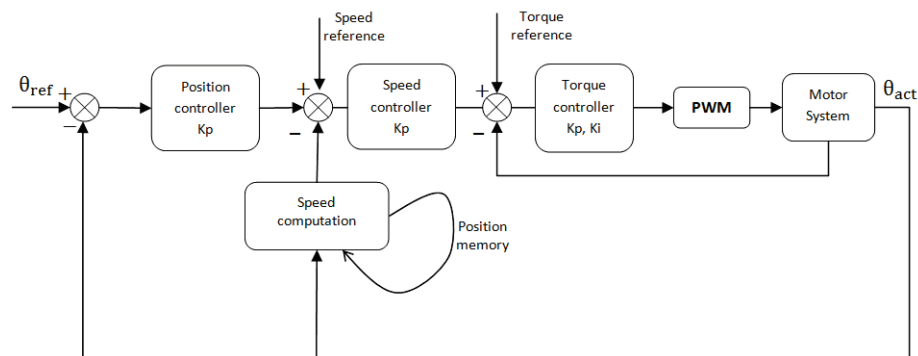 Speed
reference
Torque
reference
θref
+
−
Position
controller
Kp
+
−
Speed
controller
Kp
+
−
Torque
controller
Kp, Ki
PWM
Motor
System
θact
Speed
computation
Position
memory